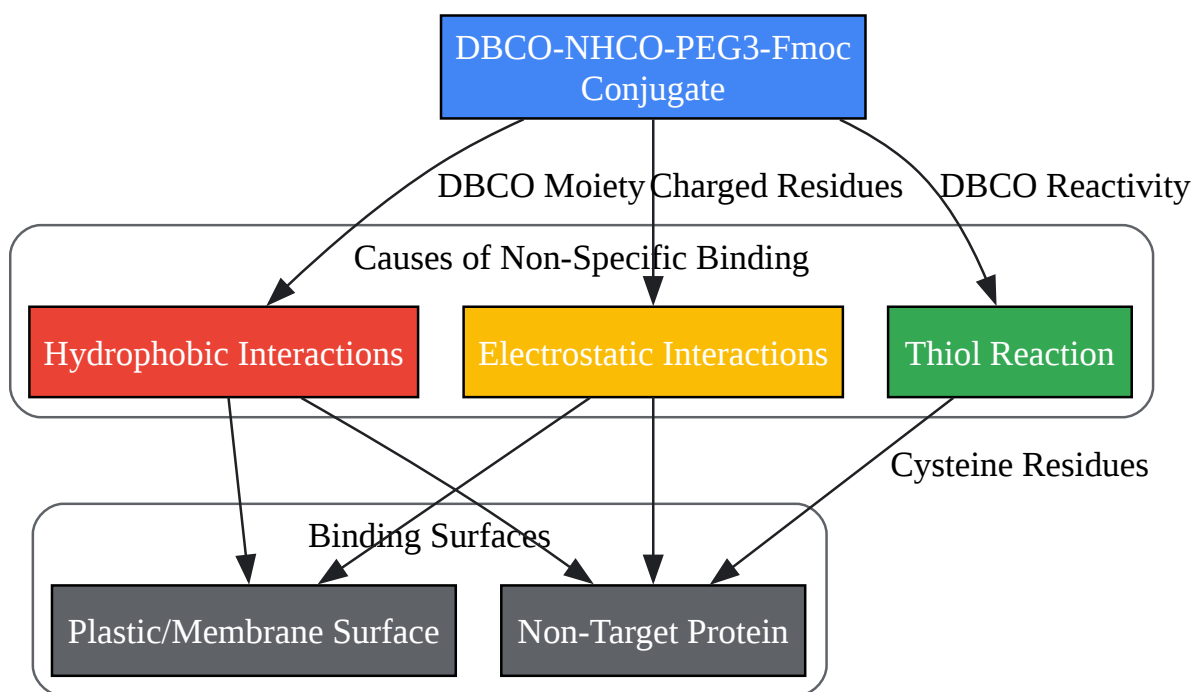 DBCO-NHCO-PEG3-Fmoc
Conjugate
DBCO Moiety
Charged Residues
DBCO Reactivity
Causes of Non-Specific Binding
Hydrophobic Interactions
Electrostatic Interactions
Thiol Reaction
Cysteine Residues
Binding Surfaces
Plastic/Membrane Surface
Non-Target Protein